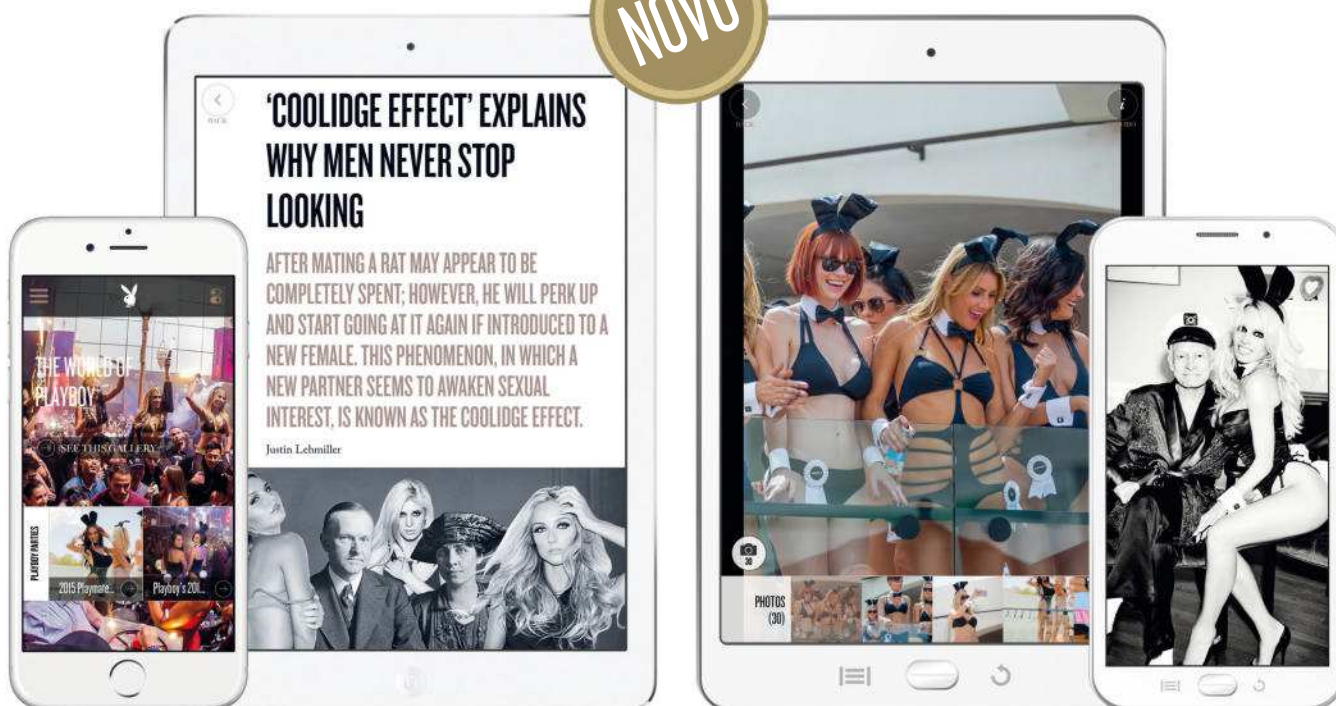 NOVO
BACK
'COOLIDGE EFFECT' EXPLAINS
WHY MEN NEVER STOP
LOOKING
AFTER MATING A RAT MAY APPEAR TO BE
COMPLETELY SPENT; HOWEVER, HE WILL PERK UP
AND START GOING AT IT AGAIN IF INTRODUCED TO A
NEW FEMALE. THIS PHENOMENON, IN WHICH A
NEW PARTNER SEEMS TO AWAKEN SEXUAL
INTEREST, IS KNOWN AS THE COOLIDGE EFFECT.
Justin Lehmiller
THE WORLD OF
PLAYBOY
SEE THIS GALLERY
PLAYBOY PARTIES
2015 Playmate...
Playboy's 201...
BACK
i
30
PHOTOS
(30)